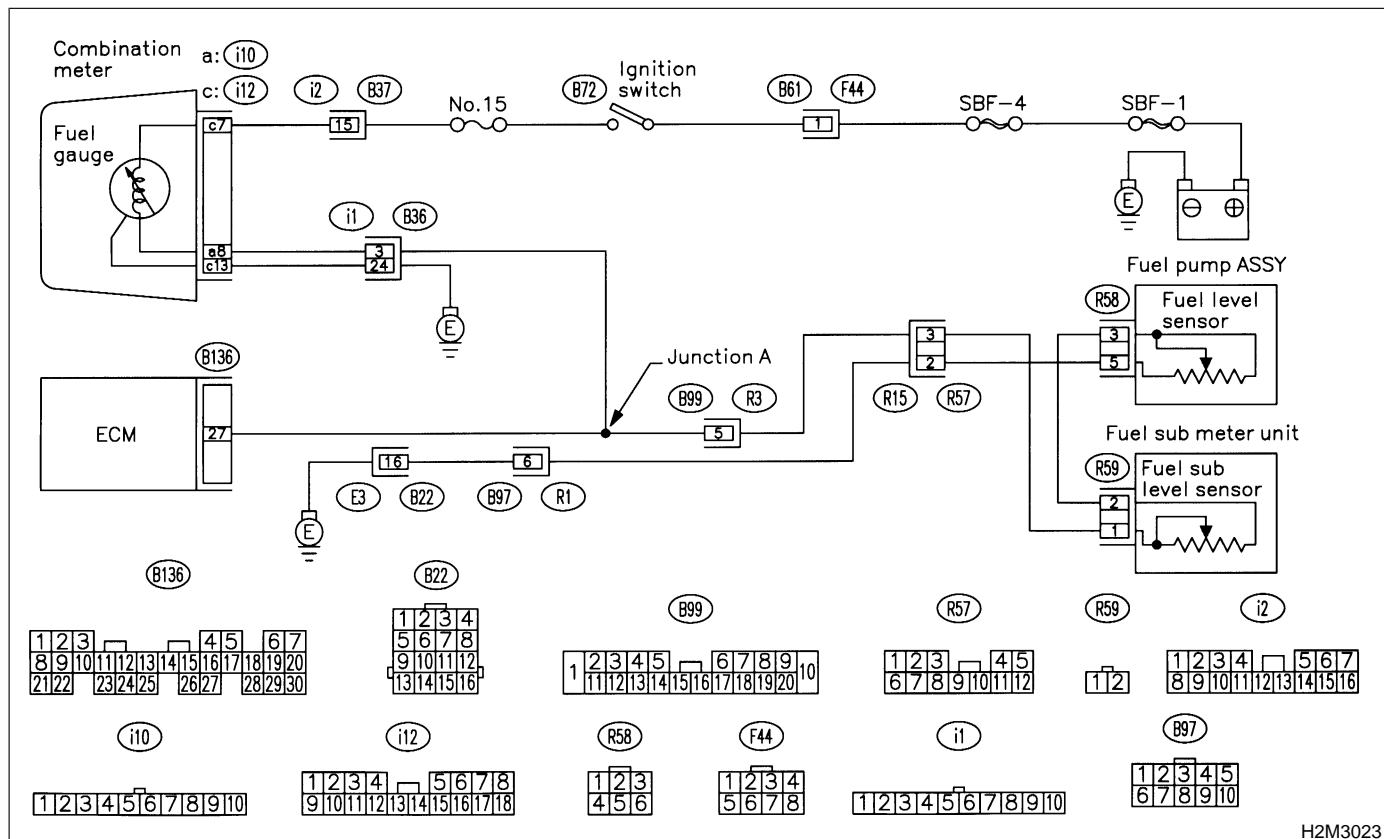 Combination meter
a: i10
c: i12
i2
B37
No.15
B72
Ignition switch
B61
F44
SBF-4
SBF-1
Fuel gauge
c7
15
1
E
⊖ ⊕
i1
B36
a8
3
c13
24
E
Fuel pump ASSY
R58
Fuel level sensor
3
5
B136
ECM
27
Junction A
B99
R3
5
3
2
R15
R57
Fuel sub meter unit
R59
Fuel sub level sensor
2
1
16
6
E3
B22
B97
R1
E
B136
1 2 3 4 5 6 7
8 9 10 11 12 13 14 15 16 17 18 19 20
21 22 23 24 25 26 27 28 29 30
B22
1 2 3 4
5 6 7 8
9 10 11 12
13 14 15 16
B99
1 2 3 4 5 6 7 8 9 10
11 12 13 14 15 16 17 18 19 20
R57
1 2 3 4 5
6 7 8 9 10 11 12
R59
1 2
i2
1 2 3 4 5 6 7
8 9 10 11 12 13 14 15 16
i10
1 2 3 4 5 6 7 8 9 10
i12
1 2 3 4 5 6 7 8
9 10 11 12 13 14 15 16 17 18
R58
1 2 3
4 5 6
F44
1 2 3 4
5 6 7 8
i1
1 2 3 4 5 6 7 8 9 10
B97
1 2 3 4 5
6 7 8 9 10
H2M3023